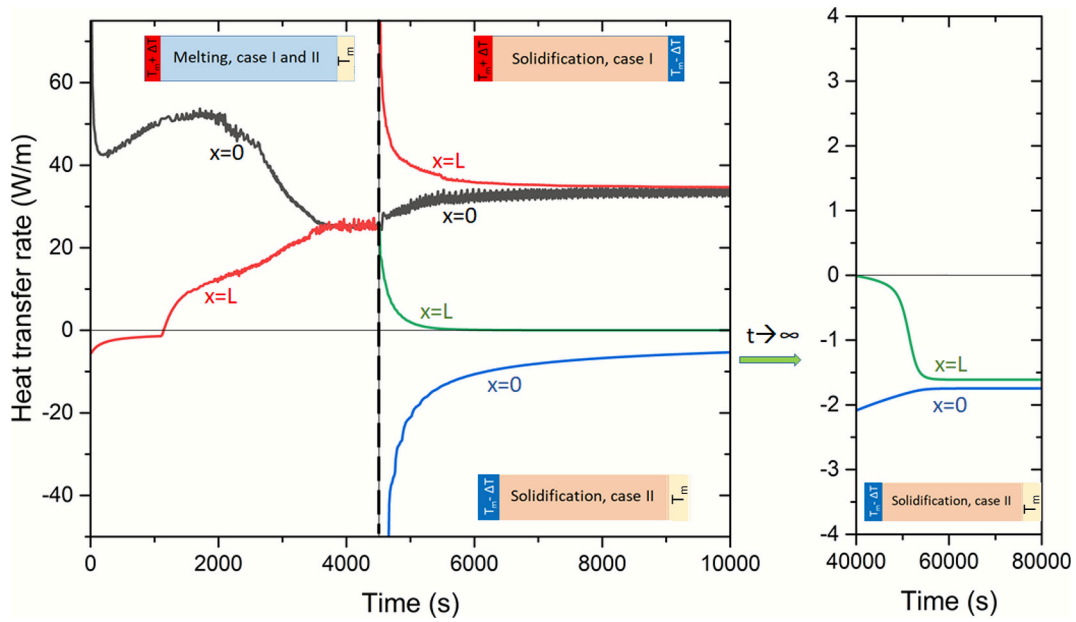 Tm+ ΔT
Melting, case I and II
Tm
Tm+ ΔT
Solidification, case I
Tm- ΔT
4
3
2
1
0
-1
-2
-3
-4
60
40
20
0
-20
-40
Heat transfer rate (W/m)
x=0
x=L
x=L
x=0
x=L
x=0
t→∞
x=L
x=0
Tm- ΔT
Solidification, case II
Tm
Tm- ΔT
Solidification, case II
Tm
0
2000
4000
6000
8000
10000
40000
60000
80000
Time (s)
Time (s)